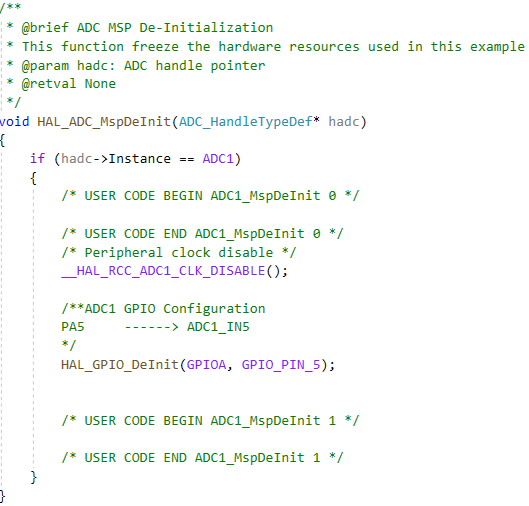 /**
 * @brief ADC MSP De-Initialization
 * This function freeze the hardware resources used in this example
 * @param hadc: ADC handle pointer
 * @retval None
 */
void HAL_ADC_MspDeInit(ADC_HandleTypeDef* hadc)
{
    if (hadc->Instance == ADC1)
    {
        /* USER CODE BEGIN ADC1_MspDeInit 0 */

        /* USER CODE END ADC1_MspDeInit 0 */
        /* Peripheral clock disable */
        __HAL_RCC_ADC1_CLK_DISABLE();

        /**ADC1 GPIO Configuration
        PA5     ------> ADC1_IN5
        */
        HAL_GPIO_DeInit(GPIOA, GPIO_PIN_5);


        /* USER CODE BEGIN ADC1_MspDeInit 1 */

        /* USER CODE END ADC1_MspDeInit 1 */
    }
}